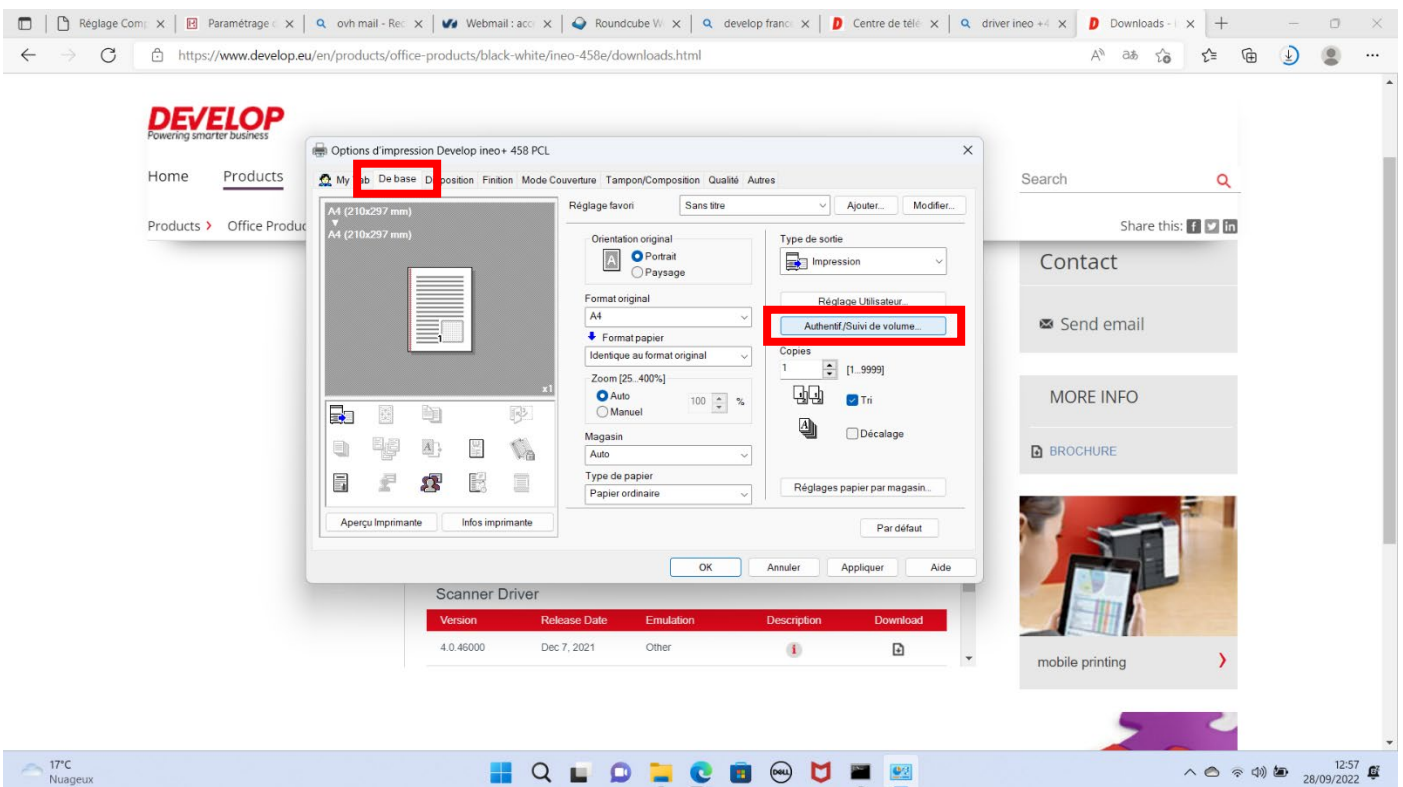 Réglage Comp
Paramétrage d
ovh mail - Rec
Webmail : acc
Roundcube W
develop franc
Centre de télé
driver ineo +4
Downloads - i
https://www.develop.eu/en/products/office-products/black-white/ineo-458e/downloads.html
DEVELOP
Powering smarter business
Home Products
Search
Products > Office Produc
Share this:
Options d'impression Develop ineo+ 458 PCL
My Tab De base Disposition Finition Mode Couverture Tampon/Composition Qualité Autres
A4 (210x297 mm)
A4 (210x297 mm)
1
x1
Aperçu Imprimante
Infos imprimante
Réglage favori
Sans titre
Ajouter...
Modifier...
Orientation original
A
Portrait
Paysage
Format original
A4
Format papier
Identique au format original
Zoom [25...400%]
Auto
Manuel
100 %
Magasin
Auto
Type de papier
Papier ordinaire
Type de sortie
Impression
Réglage Utilisateur...
Authentif./Suivi de volume...
Copies
1 [1...9999]
Tri
Décalage
Réglages papier par magasin...
Par défaut
OK
Annuler
Appliquer
Aide
Contact
Send email
MORE INFO
BROCHURE
mobile printing
Scanner Driver
Version Release Date Emulation Description Download
4.0.46000 Dec 7, 2021 Other
17°C
Nuageux
DELL
12:57
28/09/2022